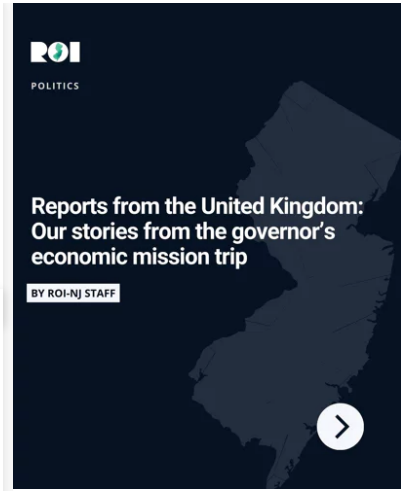 ROI
POLITICS
Reports from the United Kingdom:
Our stories from the governor's
economic mission trip
BY ROI-NJ STAFF